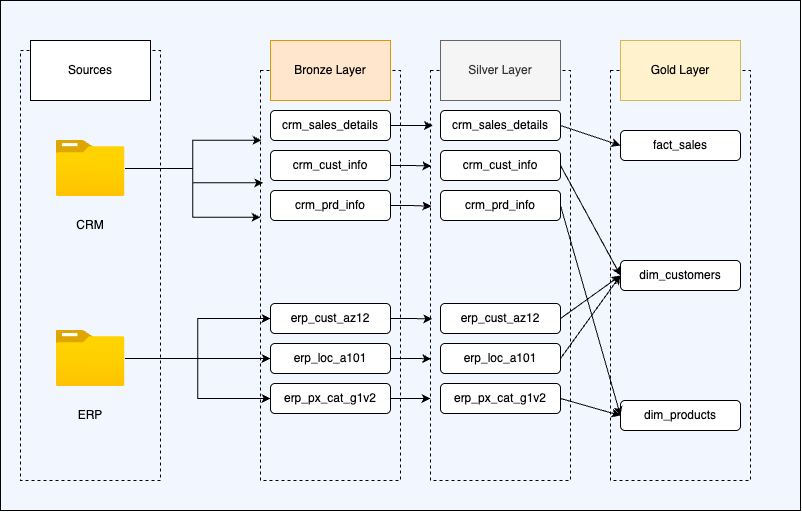 Sources
Bronze Layer
Silver Layer
Gold Layer
crm_sales_details
crm_sales_details
fact_sales
crm_cust_info
crm_cust_info
crm_prd_info
crm_prd_info
CRM
dim_customers
erp_cust_az12
erp_cust_az12
erp_loc_a101
erp_loc_a101
erp_px_cat_g1v2
erp_px_cat_g1v2
ERP
dim_products